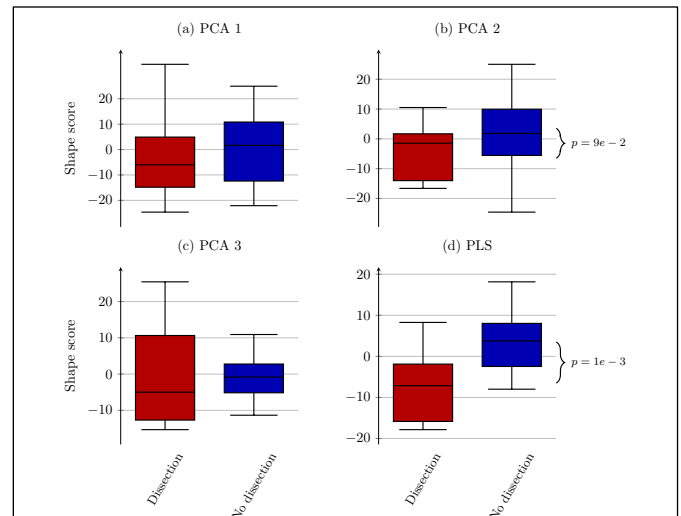 (a) PCA 1
(b) PCA 2
Shape score
20
10
0
−10
−20
20
10
0
−10
−20
p = 9e − 2
(c) PCA 3
(d) PLS
Shape score
20
10
0
−10
20
10
0
−10
−20
p = 1e − 3
Dissection
No dissection
Dissection
No dissection